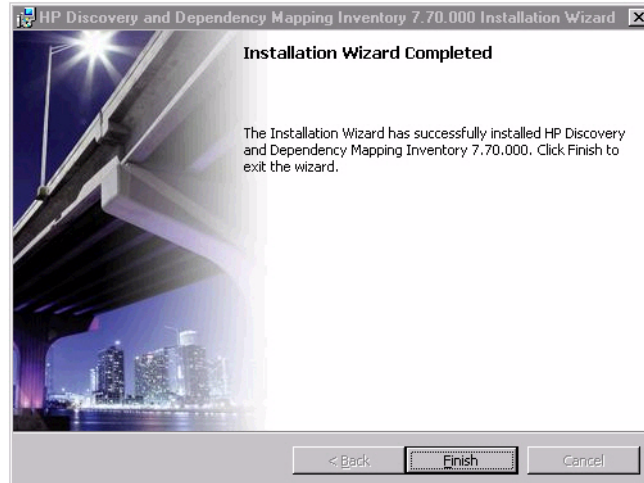 HP Discovery and Dependency Mapping Inventory 7.70.000 Installation Wizard
Installation Wizard Completed
The Installation Wizard has successfully installed HP Discovery
and Dependency Mapping Inventory 7.70.000. Click Finish to
exit the wizard.
< Back
Finish
Cancel